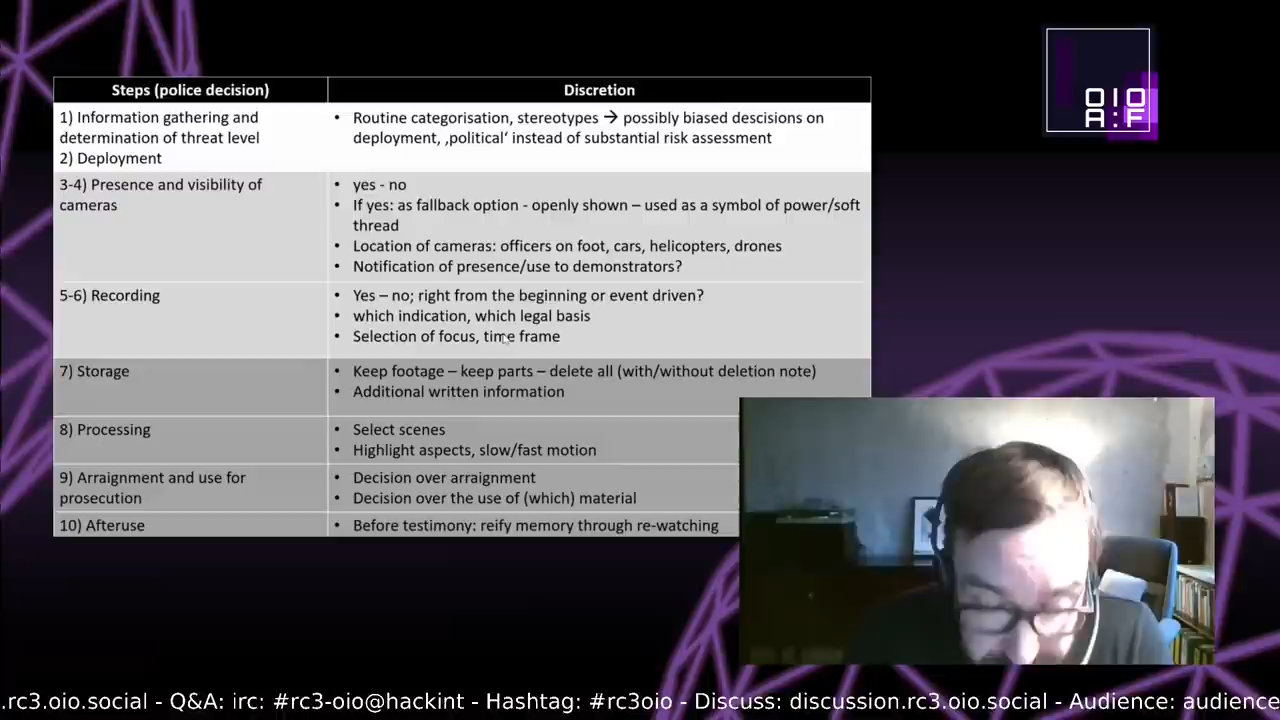 Steps (police decision)
Discretion
1) Information gathering and
determination of threat level
2) Deployment
• Routine categorisation, stereotypes → possibly biased descisions on
deployment, ‚political‘ instead of substantial risk assessment
3-4) Presence and visibility of
cameras
• yes - no
• If yes: as fallback option - openly shown – used as a symbol of power/soft
thread
• Location of cameras: officers on foot, cars, helicopters, drones
• Notification of presence/use to demonstrators?
5-6) Recording
• Yes – no; right from the beginning or event driven?
• which indication, which legal basis
• Selection of focus, time frame
7) Storage
• Keep footage – keep parts – delete all (with/without deletion note)
• Additional written information
8) Processing
• Select scenes
• Highlight aspects, slow/fast motion
9) Arraignment and use for
prosecution
• Decision over arraignment
• Decision over the use of (which) material
10) Afteruse
• Before testimony: reify memory through re-watching
OIO
A:F
.rc3.oio.social - Q&A: irc: #rc3-oio@hackint - Hashtag: #rc3oio - Discuss: discussion.rc3.oio.social - Audience: audience